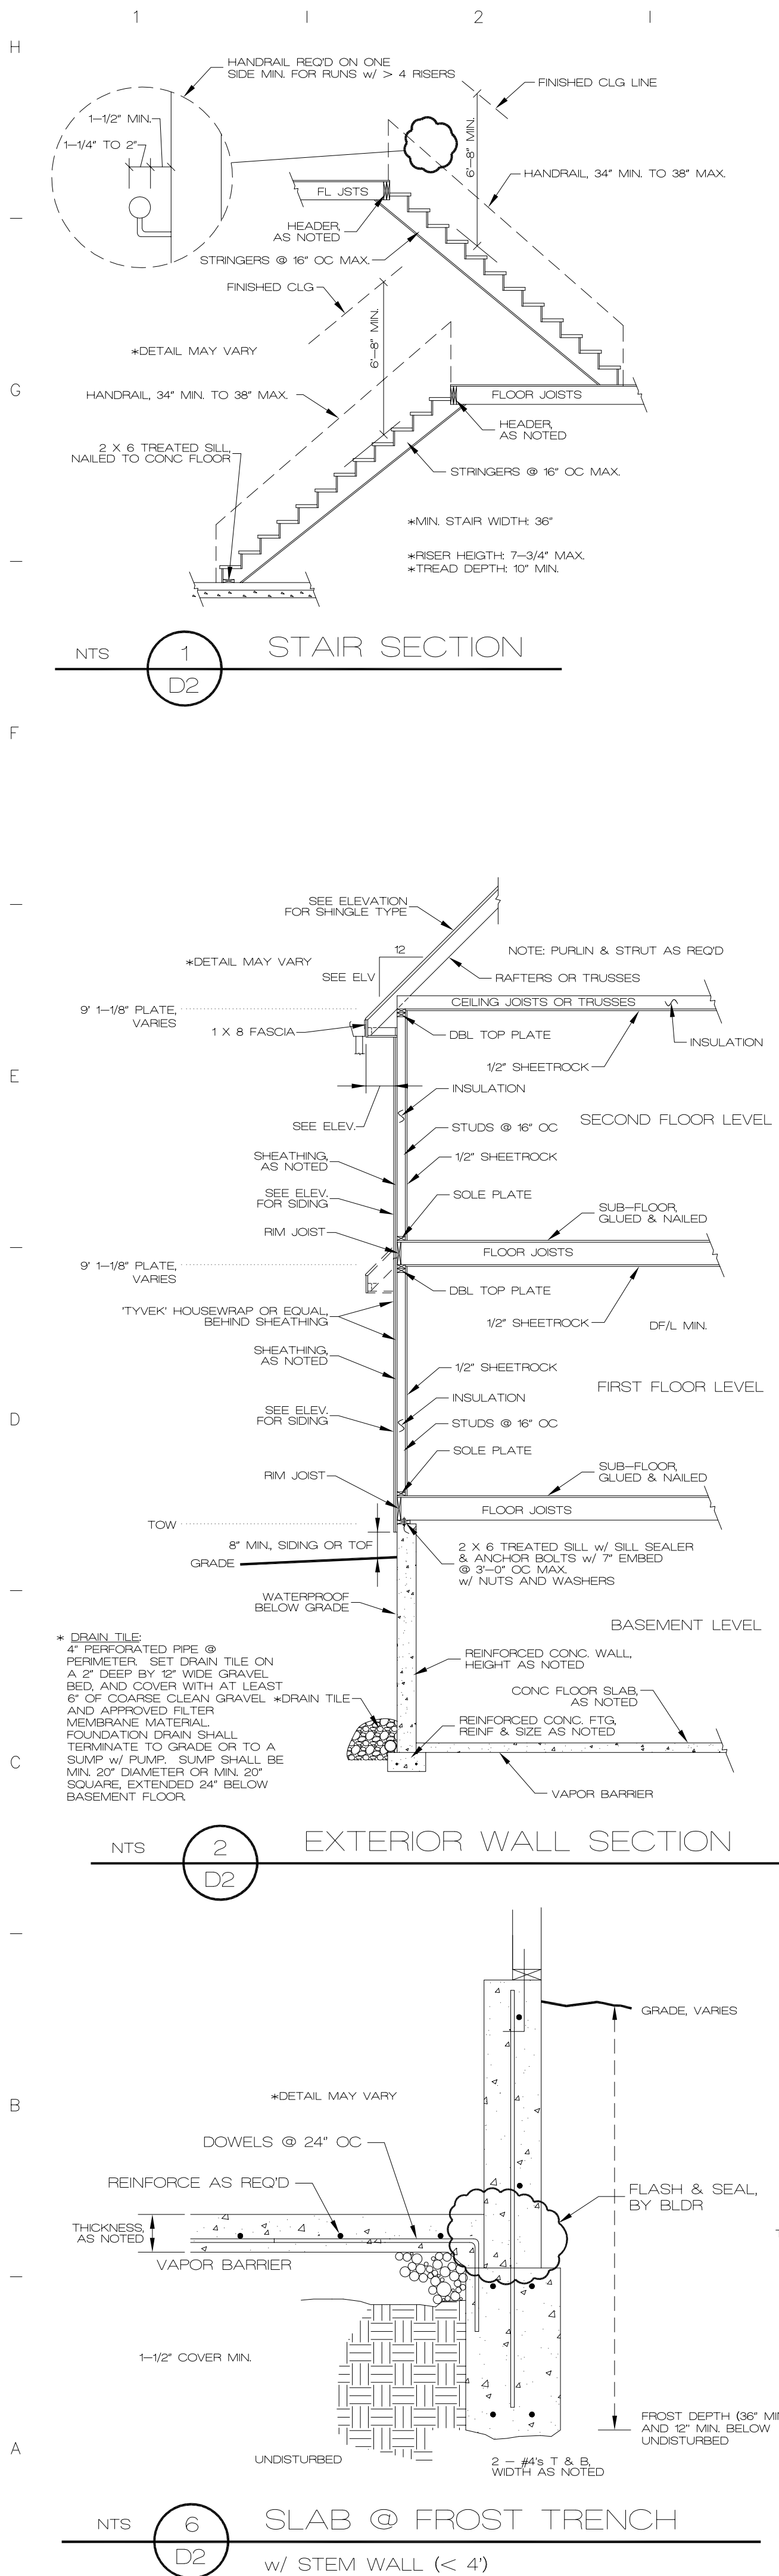 1
2
H
HANDRAIL REQ'D ON ONE
SIDE MIN. FOR RUNS w/ > 4 RISERS
FINISHED CLG LINE
1-1/2" MIN.
1-1/4" TO 2"
6'-8" MIN.
HANDRAIL, 34" MIN. TO 38" MAX.
FL JSTS
HEADER,
AS NOTED
STRINGERS @ 16" OC MAX.
FINISHED CLG
6'-8" MIN.
*DETAIL MAY VARY
G
HANDRAIL, 34" MIN. TO 38" MAX.
FLOOR JOISTS
HEADER,
AS NOTED
2 X 6 TREATED SILL,
NAILED TO CONC FLOOR
STRINGERS @ 16" OC MAX.
*MIN. STAIR WIDTH: 36"
*RISER HEIGTH: 7-3/4" MAX.
*TREAD DEPTH: 10" MIN.
NTS
1
D2
STAIR SECTION
F
SEE ELEVATION
FOR SHINGLE TYPE
12
*DETAIL MAY VARY
SEE ELV
NOTE: PURLIN & STRUT AS REQ'D
RAFTERS OR TRUSSES
9' 1-1/8" PLATE,
VARIES
CEILING JOISTS OR TRUSSES
1 X 8 FASCIA
DBL TOP PLATE
INSULATION
1/2" SHEETROCK
E
INSULATION
SEE ELEV.
STUDS @ 16" OC
SECOND FLOOR LEVEL
SHEATHING,
AS NOTED
1/2" SHEETROCK
SEE ELEV.
FOR SIDING
SOLE PLATE
SUB-FLOOR,
GLUED & NAILED
RIM JOIST
FLOOR JOISTS
9' 1-1/8" PLATE,
VARIES
DBL TOP PLATE
'TYVEK' HOUSEWRAP OR EQUAL,
BEHIND SHEATHING
1/2" SHEETROCK
DF/L MIN.
SHEATHING,
AS NOTED
1/2" SHEETROCK
FIRST FLOOR LEVEL
INSULATION
D
SEE ELEV.
FOR SIDING
STUDS @ 16" OC
SOLE PLATE
SUB-FLOOR,
GLUED & NAILED
RIM JOIST
FLOOR JOISTS
TOW
8" MIN., SIDING OR TOF
GRADE
2 X 6 TREATED SILL w/ SILL SEALER
& ANCHOR BOLTS w/ 7" EMBED
@ 3'-0" OC MAX.
w/ NUTS AND WASHERS
WATERPROOF
BELOW GRADE
BASEMENT LEVEL
* DRAIN TILE:
4" PERFORATED PIPE @
PERIMETER. SET DRAIN TILE ON
A 2" DEEP BY 12" WIDE GRAVEL
BED, AND COVER WITH AT LEAST
6" OF COARSE CLEAN GRAVEL
AND APPROVED FILTER
MEMBRANE MATERIAL.
FOUNDATION DRAIN SHALL
TERMINATE TO GRADE OR TO A
SUMP w/ PUMP. SUMP SHALL BE
MIN. 20" DIAMETER OR MIN. 20"
SQUARE, EXTENDED 24" BELOW
BASEMENT FLOOR.
*DRAIN TILE
REINFORCED CONC. WALL,
HEIGHT AS NOTED
CONC FLOOR SLAB,
AS NOTED
REINFORCED CONC. FTG,
REINF & SIZE AS NOTED
C
VAPOR BARRIER
NTS
2
D2
EXTERIOR WALL SECTION
GRADE, VARIES
B
*DETAIL MAY VARY
DOWELS @ 24" OC
REINFORCE AS REQ'D
FLASH & SEAL,
BY BLDR
THICKNESS,
AS NOTED
VAPOR BARRIER
1-1/2" COVER MIN.
FROST DEPTH (36" MIN
AND 12" MIN. BELOW
UNDISTURBED
A
UNDISTURBED
2 - #4's T & B,
WIDTH AS NOTED
NTS
6
D2
SLAB @ FROST TRENCH
w/ STEM WALL (< 4')